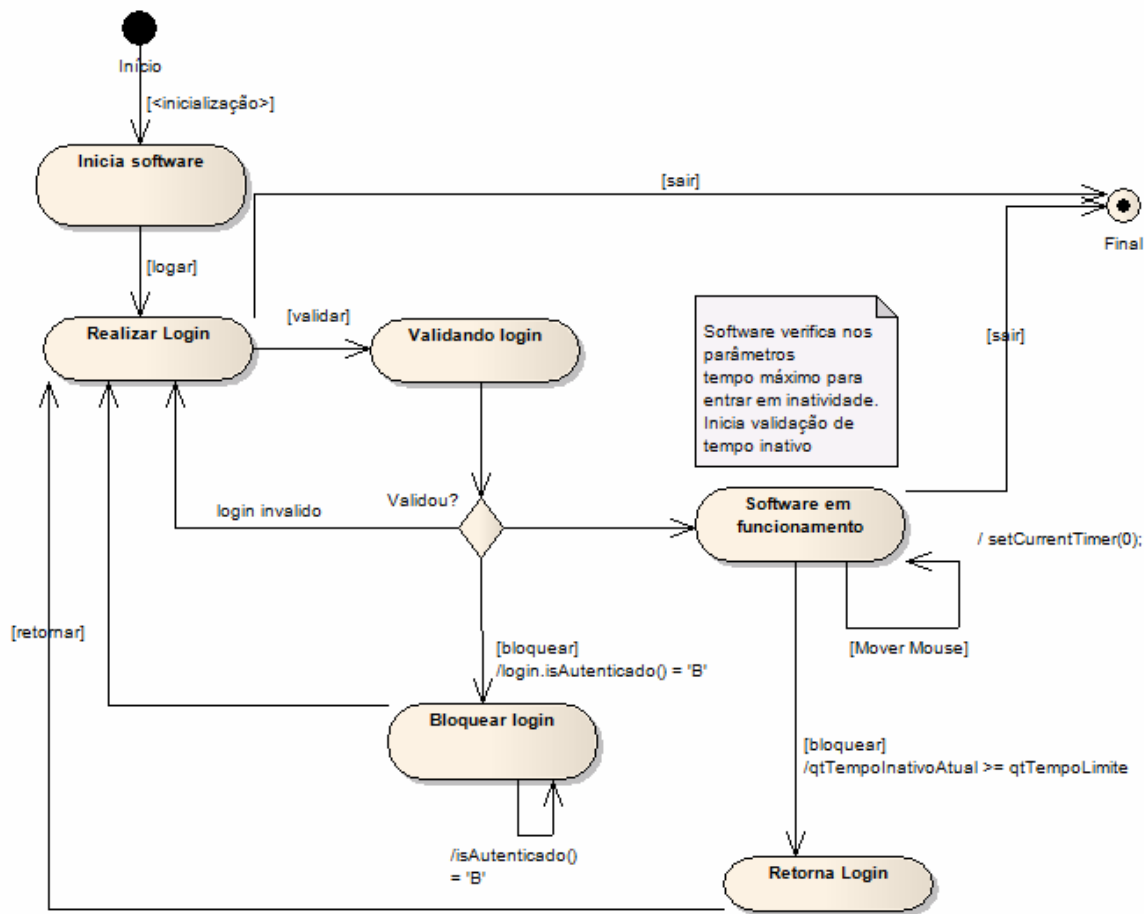 Início
[<inicialização>]
Inicia software
[sair]
Final
[logar]
Realizar Login
[validar]
Validando login
Software verifica nos
parâmetros
tempo máximo para
entrar em inatividade.
Inicia validação de
tempo inativo
[sair]
Validou?
login invalido
Software em
funcionamento
/ setCurrentTimer(0);
[retornar]
[Mover Mouse]
[bloquear]
/login.isAutenticado() = 'B'
Bloquear login
[bloquear]
/qtTempoInativoAtual >= qtTempoLimite
/isAutenticado()
= 'B'
Retorna Login